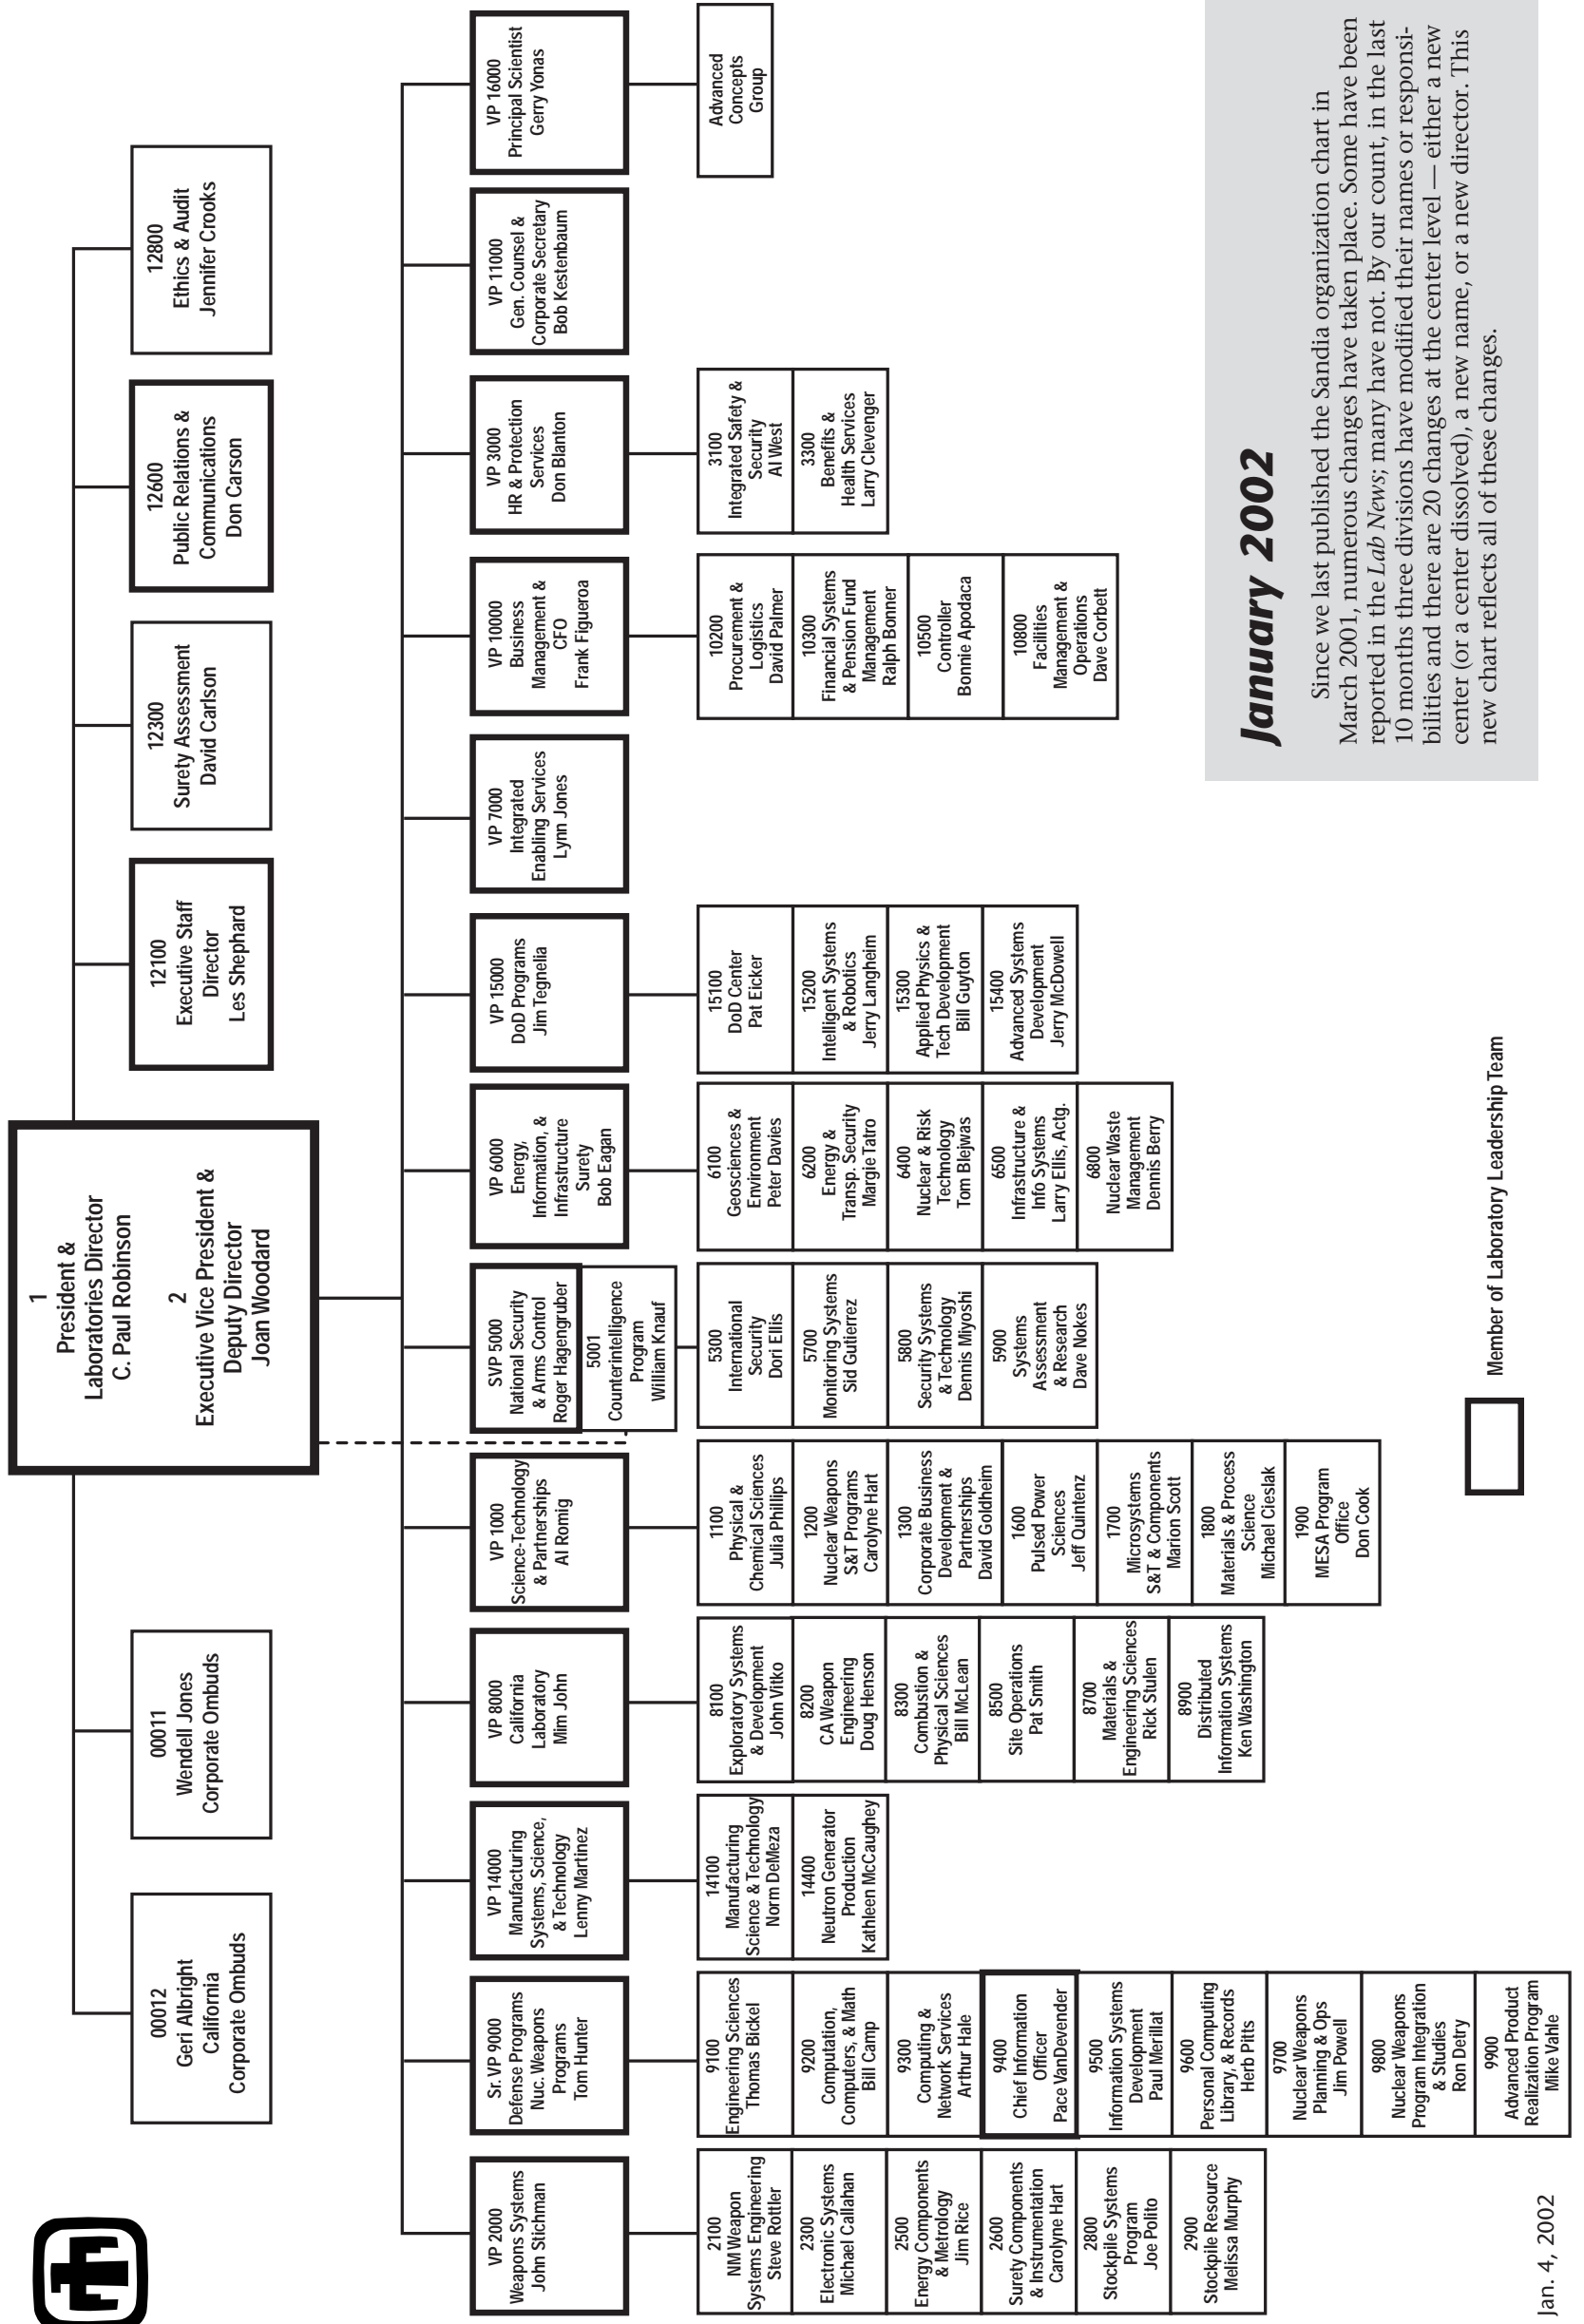 1
President &
Laboratories Director
C. Paul Robinson
2
Executive Vice President &
Deputy Director
Joan Woodard
00012
Geri Albright
California
Corporate Ombuds
00011
Wendell Jones
Corporate Ombuds
12100
Executive Staff
Director
Les Shephard
12300
Surety Assessment
David Carlson
12600
Public Relations &
Communications
Don Carson
12800
Ethics & Audit
Jennifer Crooks
VP 2000
Weapons Systems
John Stichman
2100
NM Weapon
Systems Engineering
Steve Rottler
2300
Electronic Systems
Michael Callahan
2500
Energy Components
& Metrology
Jim Rice
2600
Surety Components
& Instrumentation
Carolyne Hart
2800
Stockpile Systems
Program
Joe Polito
2900
Stockpile Resource
Melissa Murphy
Sr. VP 9000
Defense Programs
Nuc. Weapons
Programs
Tom Hunter
9100
Engineering Sciences
Thomas Bickel
9200
Computation,
Computers, & Math
Bill Camp
9300
Computing &
Network Services
Arthur Hale
9400
Chief Information
Officer
Pace VanDevender
9500
Information Systems
Development
Paul Merillat
9600
Personal Computing
Library, & Records
Herb Pitts
9700
Nuclear Weapons
Planning & Ops
Jim Powell
9800
Nuclear Weapons
Program Integration
& Studies
Ron Detry
9900
Advanced Product
Realization Program
Mike Vahle
VP 14000
Manufacturing
Systems, Science,
& Technology
Lenny Martinez
14100
Manufacturing
Science & Technology
Norm DeMeza
14400
Neutron Generator
Production
Kathleen McCaughey
VP 8000
California
Laboratory
Mim John
8100
Exploratory Systems
& Development
John Vitko
8200
CA Weapon
Engineering
Doug Henson
8300
Combustion &
Physical Sciences
Bill McLean
8500
Site Operations
Pat Smith
8700
Materials &
Engineering Sciences
Rick Stulen
8900
Distributed
Information Systems
Ken Washington
VP 1000
Science-Technology
& Partnerships
Al Romig
1100
Physical &
Chemical Sciences
Julia Phillips
1200
Nuclear Weapons
S&T Programs
Carolyne Hart
1300
Corporate Business
Development &
Partnerships
David Goldheim
1600
Pulsed Power
Sciences
Jeff Quintenz
1700
Microsystems
S&T & Components
Marion Scott
1800
Materials & Process
Science
Michael Cieslak
1900
MESA Program
Office
Don Cook
SVP 5000
National Security
& Arms Control
Roger Hagengruber
5001
Counterintelligence
Program
William Knauf
5300
International
Security
Dori Ellis
5700
Monitoring Systems
Sid Gutierrez
5800
Security Systems
& Technology
Dennis Miyoshi
5900
Systems
Assessment
& Research
Dave Nokes
VP 6000
Energy,
Information, &
Infrastructure
Surety
Bob Eagan
6100
Geosciences &
Environment
Peter Davies
6200
Energy &
Transp. Security
Margie Tatro
6400
Nuclear & Risk
Technology
Tom Blejwas
6500
Infrastructure &
Info Systems
Larry Ellis, Actg.
6800
Nuclear Waste
Management
Dennis Berry
VP 15000
DoD Programs
Jim Tegnelia
15100
DoD Center
Pat Eicker
15200
Intelligent Systems
& Robotics
Jerry Langheim
15300
Applied Physics &
Tech Development
Bill Guyton
15400
Advanced Systems
Development
Jerry McDowell
VP 7000
Integrated
Enabling Services
Lynn Jones
VP 10000
Business
Management &
CFO
Frank Figueroa
10200
Procurement &
Logistics
David Palmer
10300
Financial Systems
& Pension Fund
Management
Ralph Bonner
10500
Controller
Bonnie Apodaca
10800
Facilities
Management &
Operations
Dave Corbett
VP 3000
HR & Protection
Services
Don Blanton
3100
Integrated Safety &
Security
Al West
3300
Benefits &
Health Services
Larry Clevenger
VP 11000
Gen. Counsel &
Corporate Secretary
Bob Kestenbaum
VP 16000
Principal Scientist
Gerry Yonas
Advanced
Concepts
Group
Member of Laboratory Leadership Team
January 2002
Since we last published the Sandia organization chart in
March 2001, numerous changes have taken place. Some have been
reported in the Lab News; many have not. By our count, in the last
10 months three divisions have modified their names or responsi-
bilities and there are 20 changes at the center level — either a new
center (or a center dissolved), a new name, or a new director. This
new chart reflects all of these changes.
Jan. 4, 2002